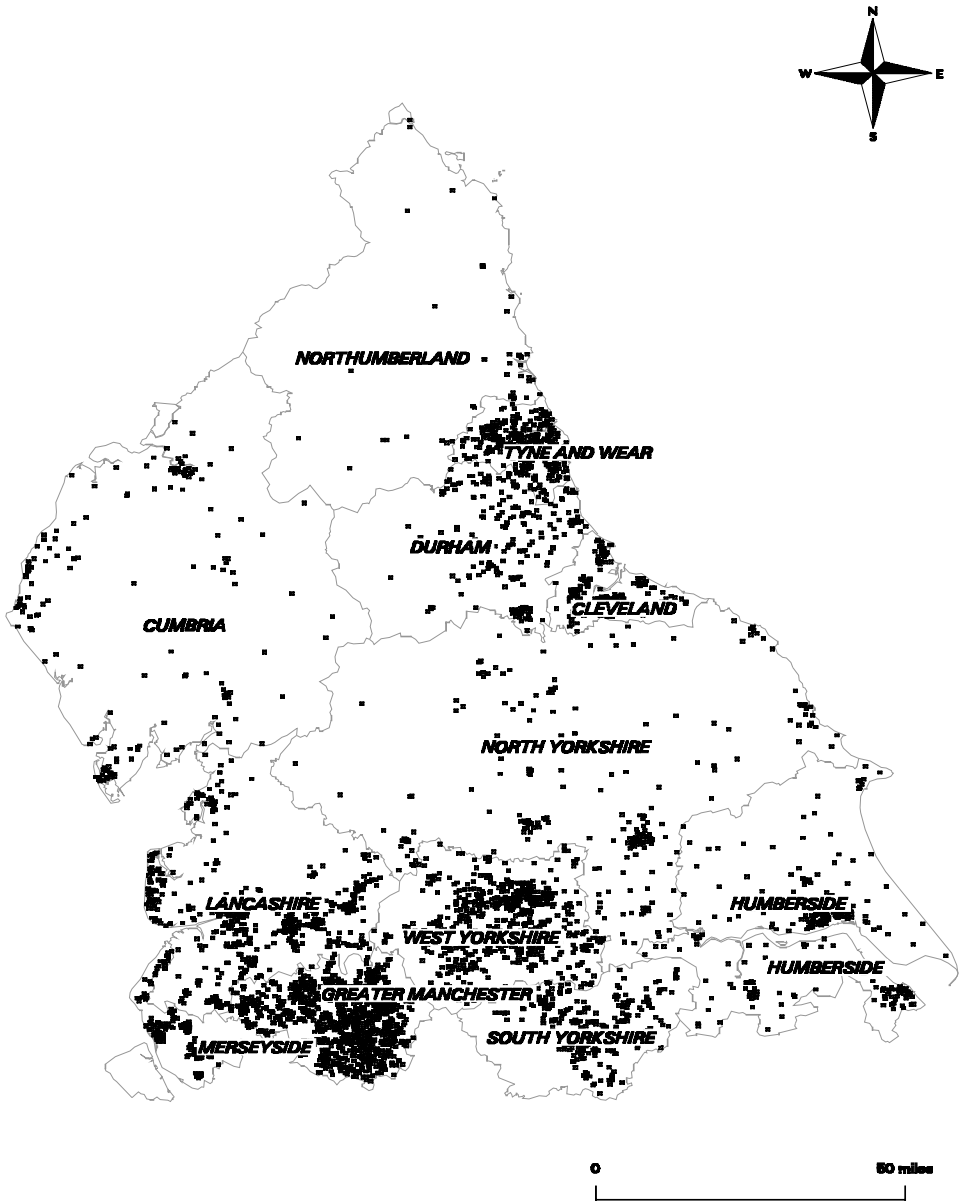 N
W
E
S
NORTHUMBERLAND
TYNE AND WEAR
DURHAM
CLEVELAND
CUMBRIA
NORTH YORKSHIRE
LANCASHIRE
HUMBERSIDE
WEST YORKSHIRE
HUMBERSIDE
GREATER MANCHESTER
SOUTH YORKSHIRE
MERSEYSIDE
0
50 miles